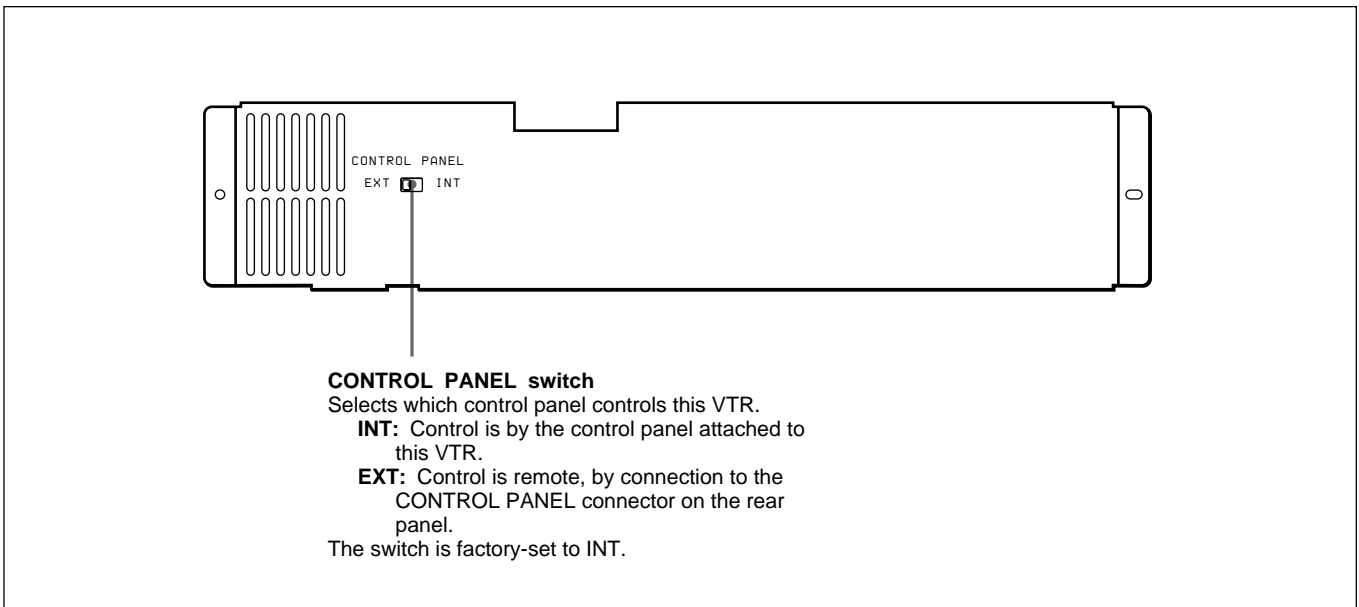 CONTROL PANEL
EXT INT
CONTROL PANEL switch
Selects which control panel controls this VTR.
INT: Control is by the control panel attached to
this VTR.
EXT: Control is remote, by connection to the
CONTROL PANEL connector on the rear
panel.
The switch is factory-set to INT.